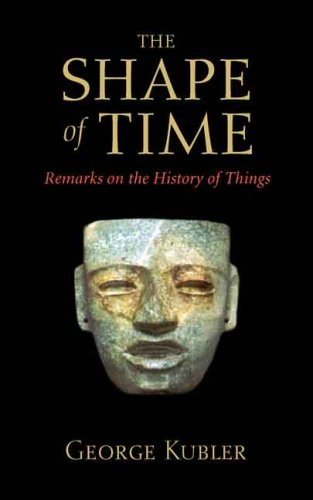 THE
SHAPE
of TIME
Remarks on the History of Things
GEORGE KUBLER